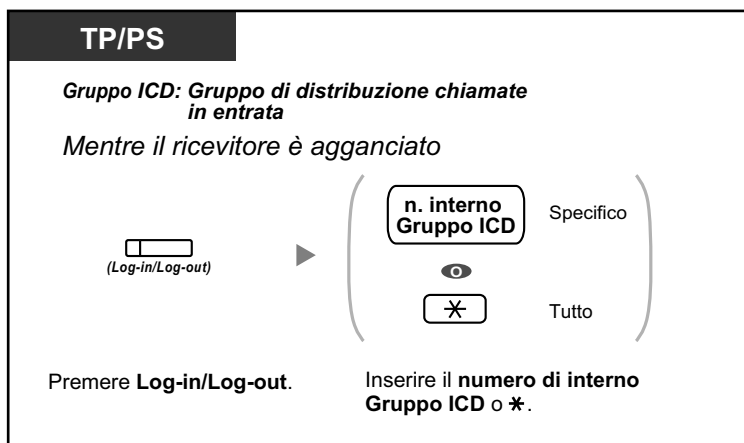 TP/PS
Gruppo ICD: Gruppo di distribuzione chiamate
in entrata
Mentre il ricevitore è agganciato
n. interno
Gruppo ICD
Specifico
(Log-in/Log-out)
O
* Tutto
Premere Log-in/Log-out.
Inserire il numero di interno
Gruppo ICD o *.